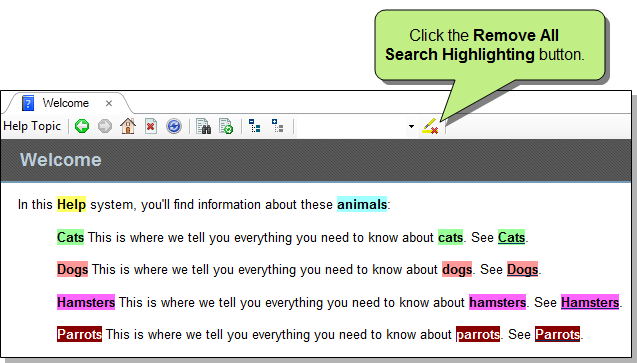 Click the Remove All
Search Highlighting button.
Welcome
Help Topic
Welcome
In this Help system, you'll find information about these animals:
Cats This is where we tell you everything you need to know about cats. See Cats.
Dogs This is where we tell you everything you need to know about dogs. See Dogs.
Hamsters This is where we tell you everything you need to know about hamsters. See Hamsters.
Parrots This is where we tell you everything you need to know about parrots. See Parrots.